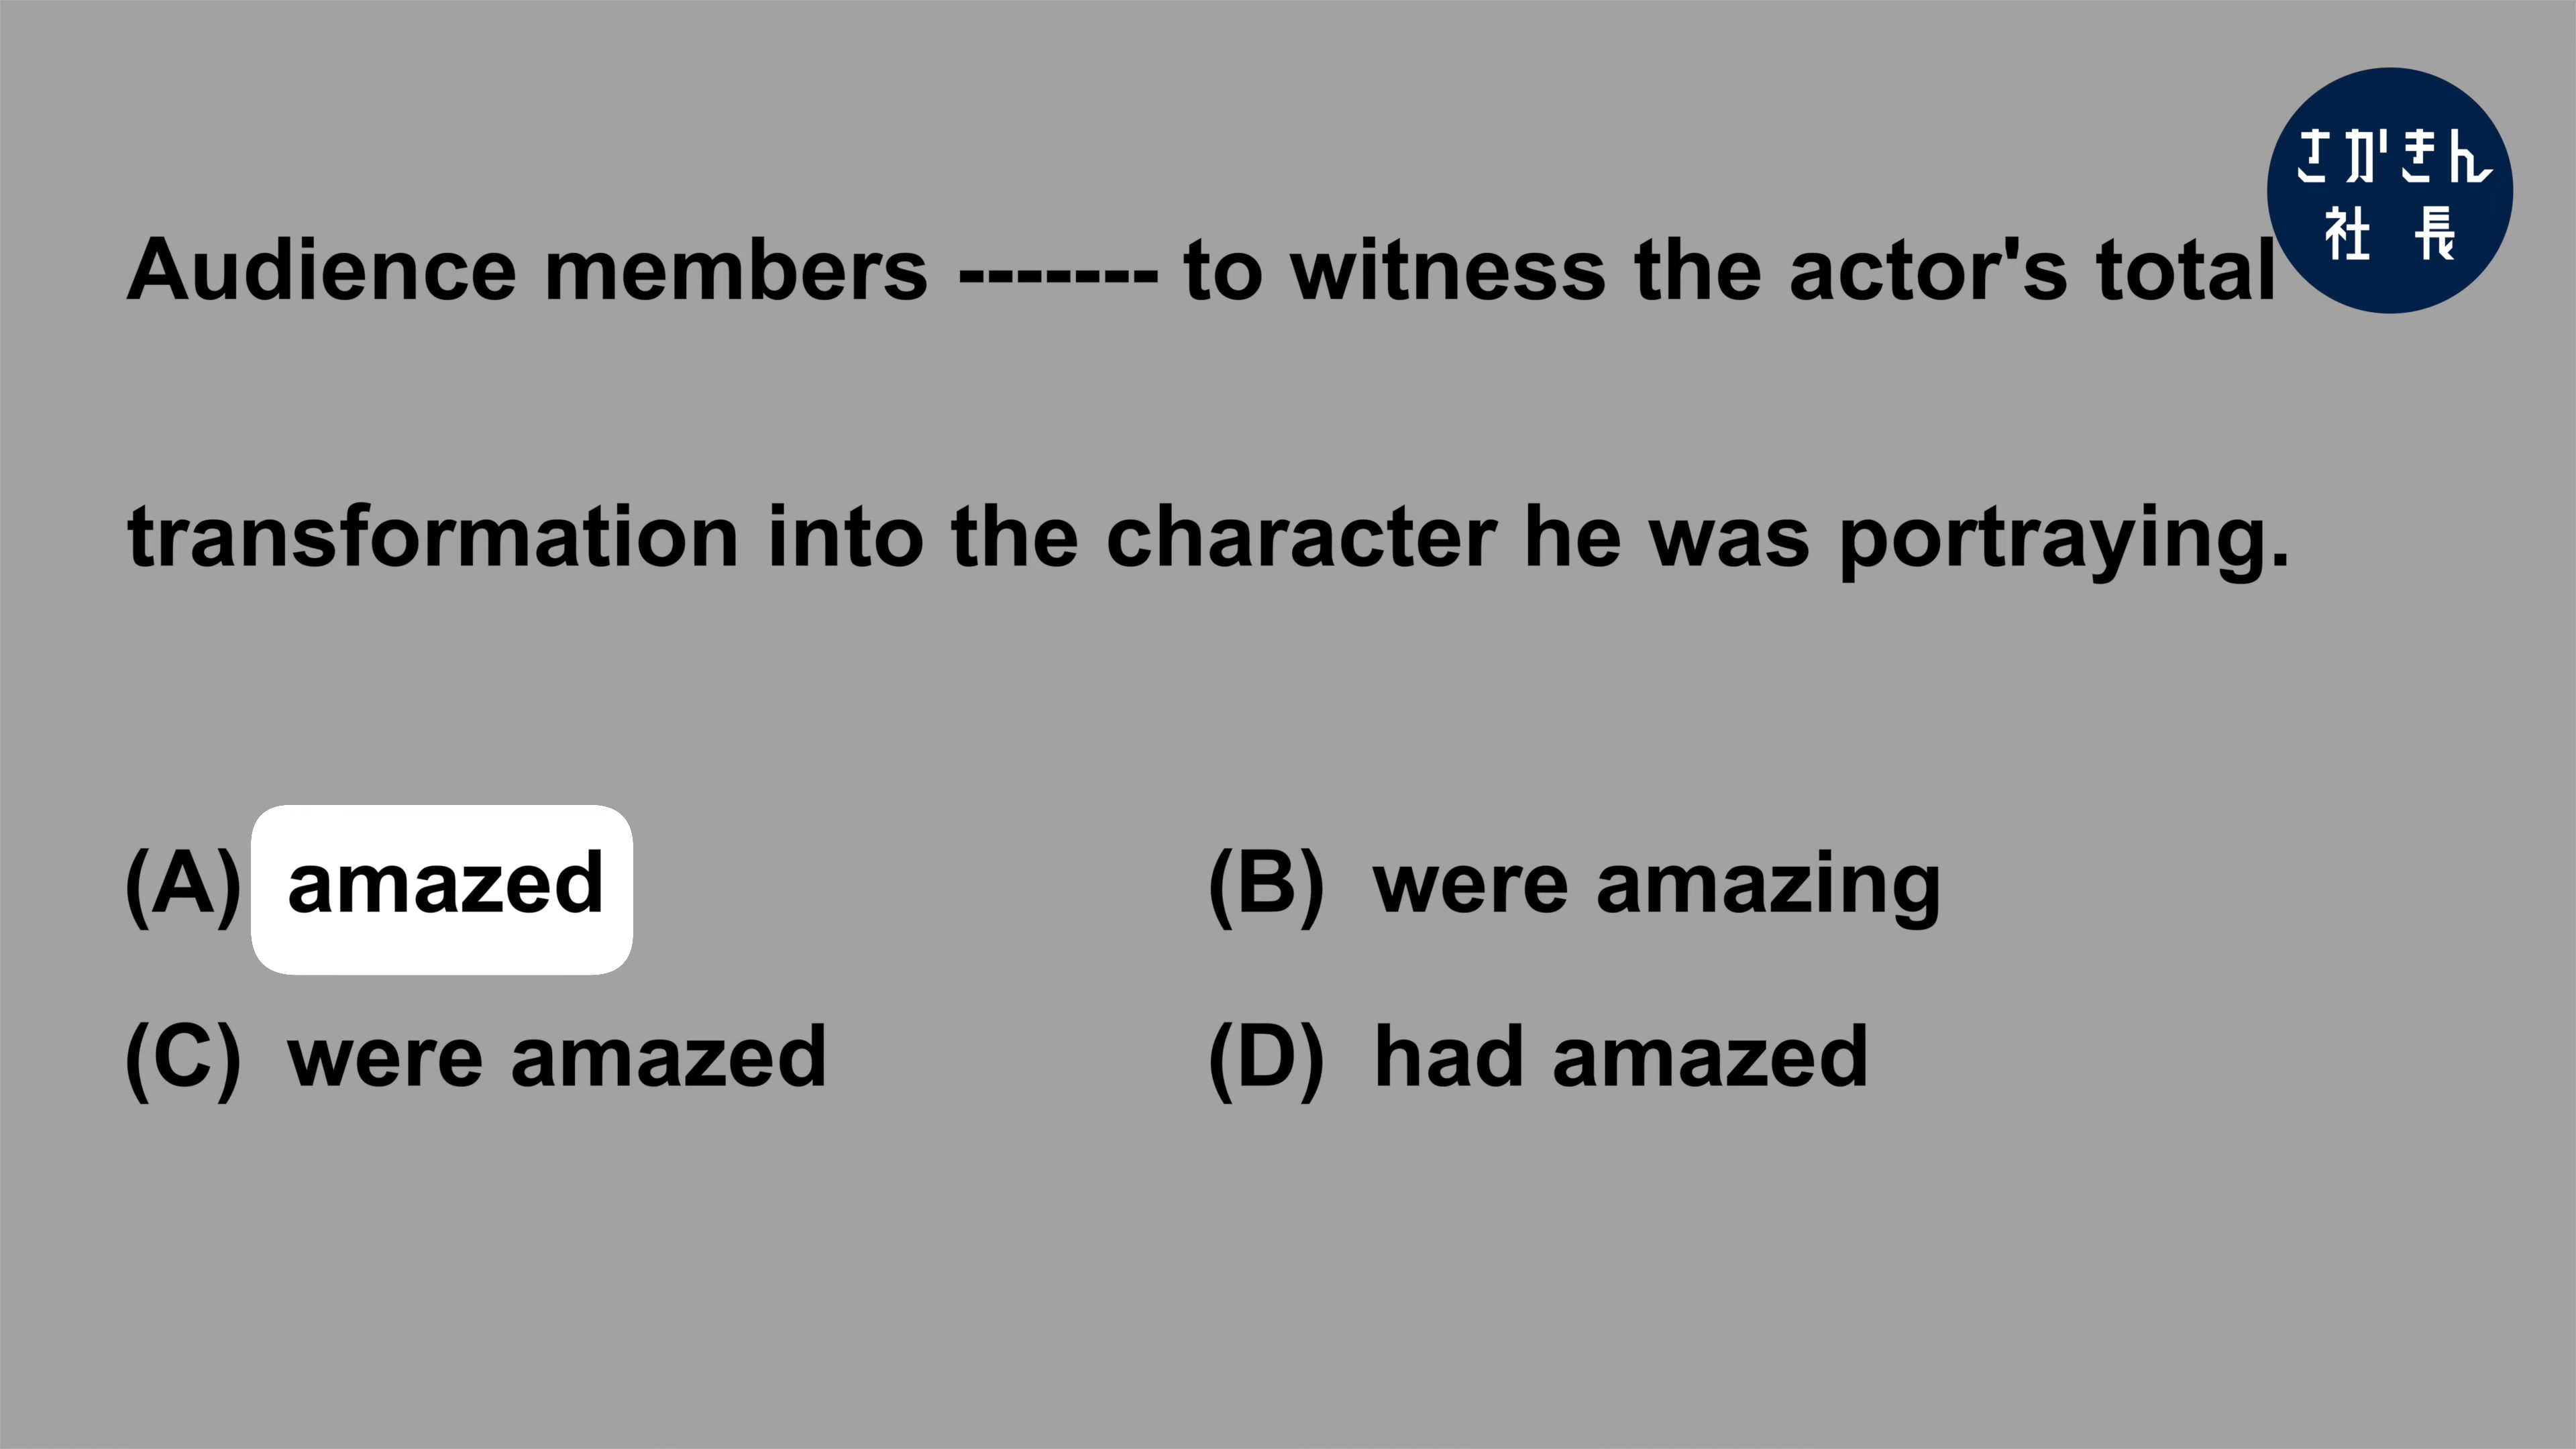 さかきん
社長
Audience members ------- to witness the actor's total
transformation into the character he was portraying.
(A) amazed
(B) were amazing
(C) were amazed
(D) had amazed